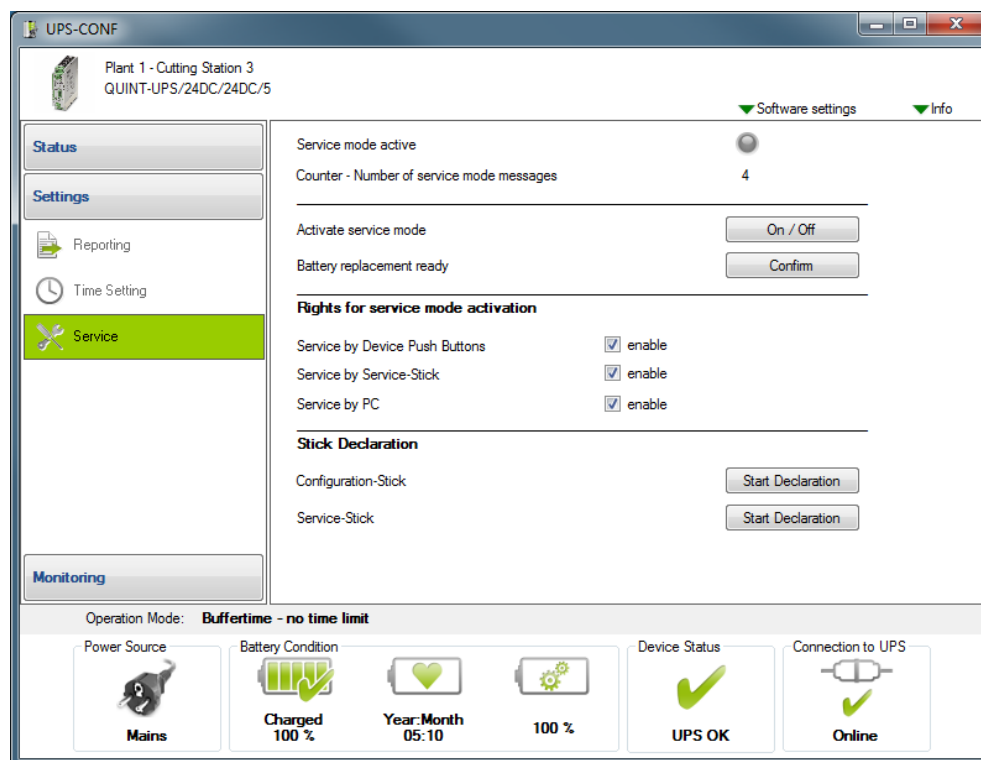 UPS-CONF
Plant 1 - Cutting Station 3
QUINT-UPS/24DC/24DC/5
Software settings Info
Status
Settings
Reporting
Time Setting
Service
Monitoring
Service mode active
Counter - Number of service mode messages 4
Activate service mode On / Off
Battery replacement ready Confirm
Rights for service mode activation
Service by Device Push Buttons enable
Service by Service-Stick enable
Service by PC enable
Stick Declaration
Configuration-Stick Start Declaration
Service-Stick Start Declaration
Operation Mode: Buffertime - no time limit
Power Source
Mains
Battery Condition
Charged
100 %
Year:Month
05:10
100 %
Device Status
UPS OK
Connection to UPS
Online